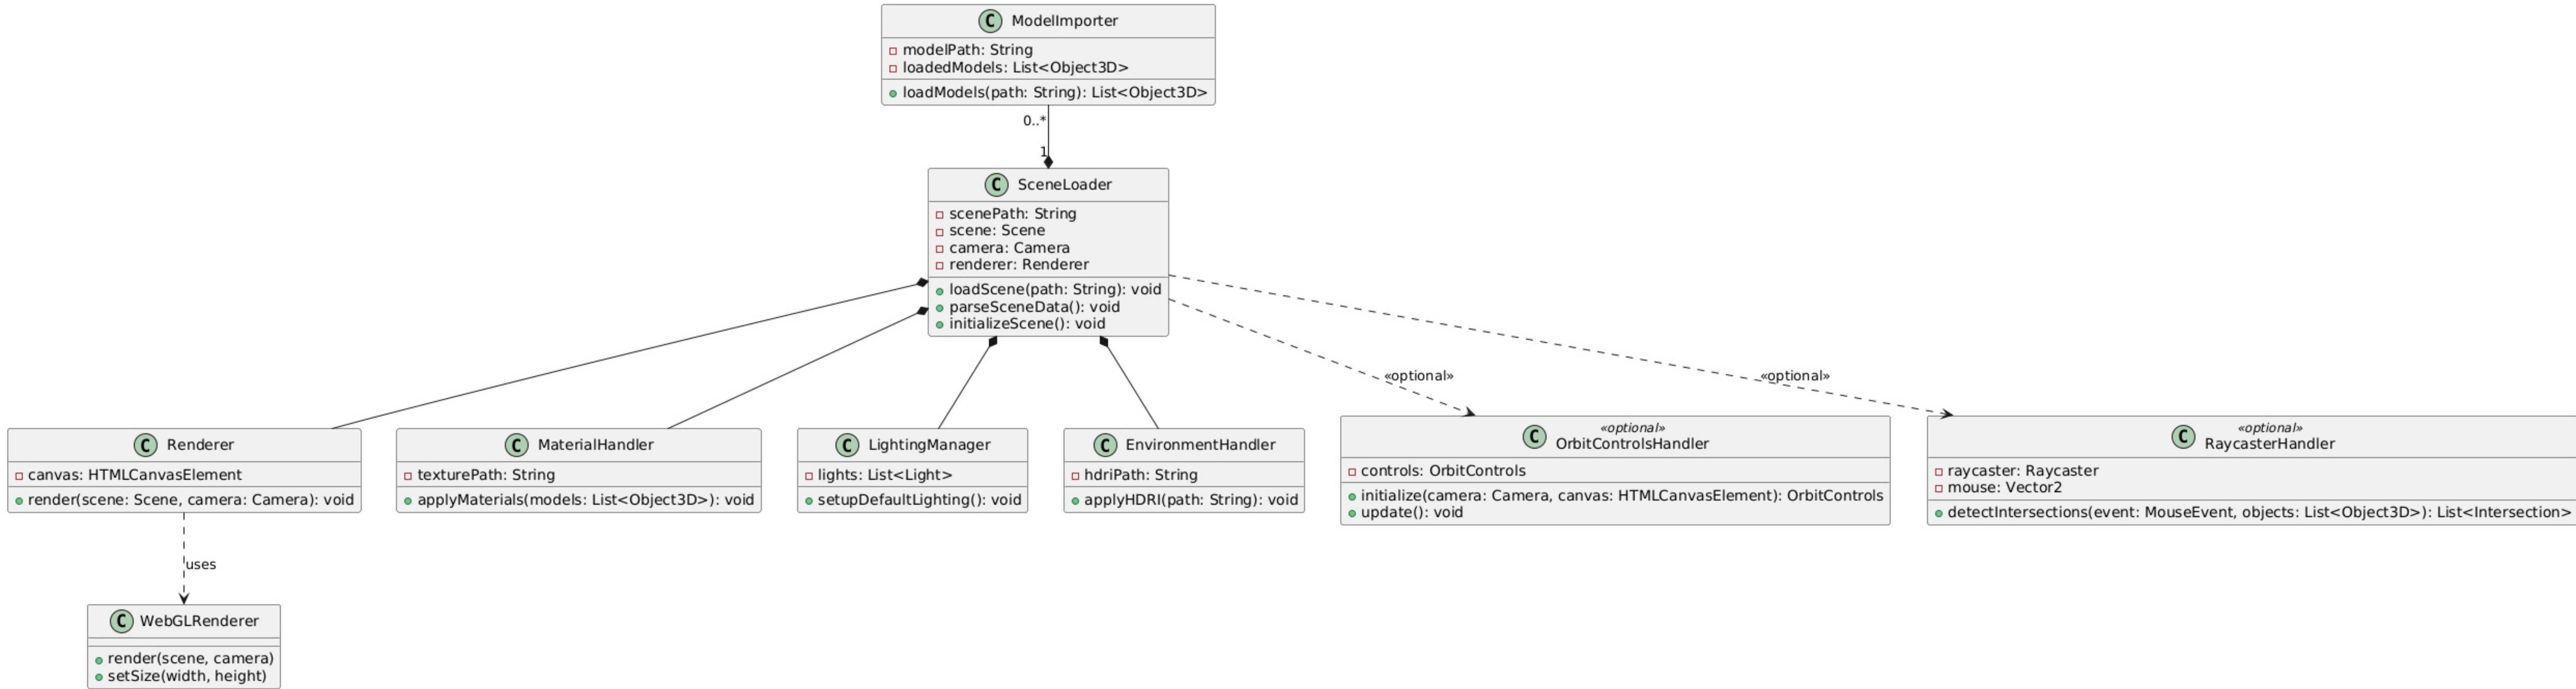 C ModelImporter
modelPath: String
loadedModels: List<Object3D>
loadModels(path: String): List<Object3D>
0..*
1
C SceneLoader
scenePath: String
scene: Scene
camera: Camera
renderer: Renderer
loadScene(path: String): void
parseSceneData(): void
initializeScene(): void
«optional»
«optional»
C Renderer
canvas: HTMLCanvasElement
render(scene: Scene, camera: Camera): void
C MaterialHandler
texturePath: String
applyMaterials(models: List<Object3D>): void
C LightingManager
lights: List<Light>
setupDefaultLighting(): void
C EnvironmentHandler
hdriPath: String
applyHDRI(path: String): void
«optional»
C OrbitControlsHandler
controls: OrbitControls
initialize(camera: Camera, canvas: HTMLCanvasElement): OrbitControls
update(): void
«optional»
C RaycasterHandler
raycaster: Raycaster
mouse: Vector2
detectIntersections(event: MouseEvent, objects: List<Object3D>): List<Intersection>
uses
C WebGLRenderer
render(scene, camera)
setSize(width, height)